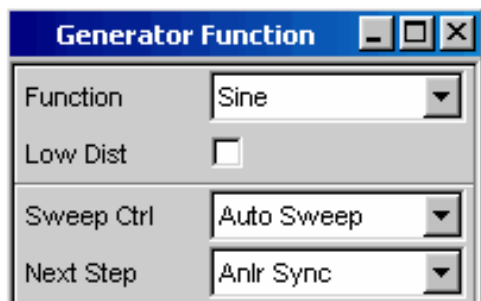 Generator Function
Function Sine
Low Dist
Sweep Ctrl Auto Sweep
Next Step Anlr Sync